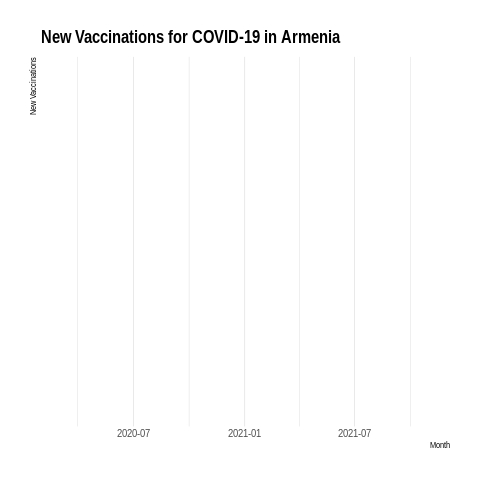 New Vaccinations for COVID-19 in Armenia
New Vaccinations
2020-07
2021-01
2021-07
Month